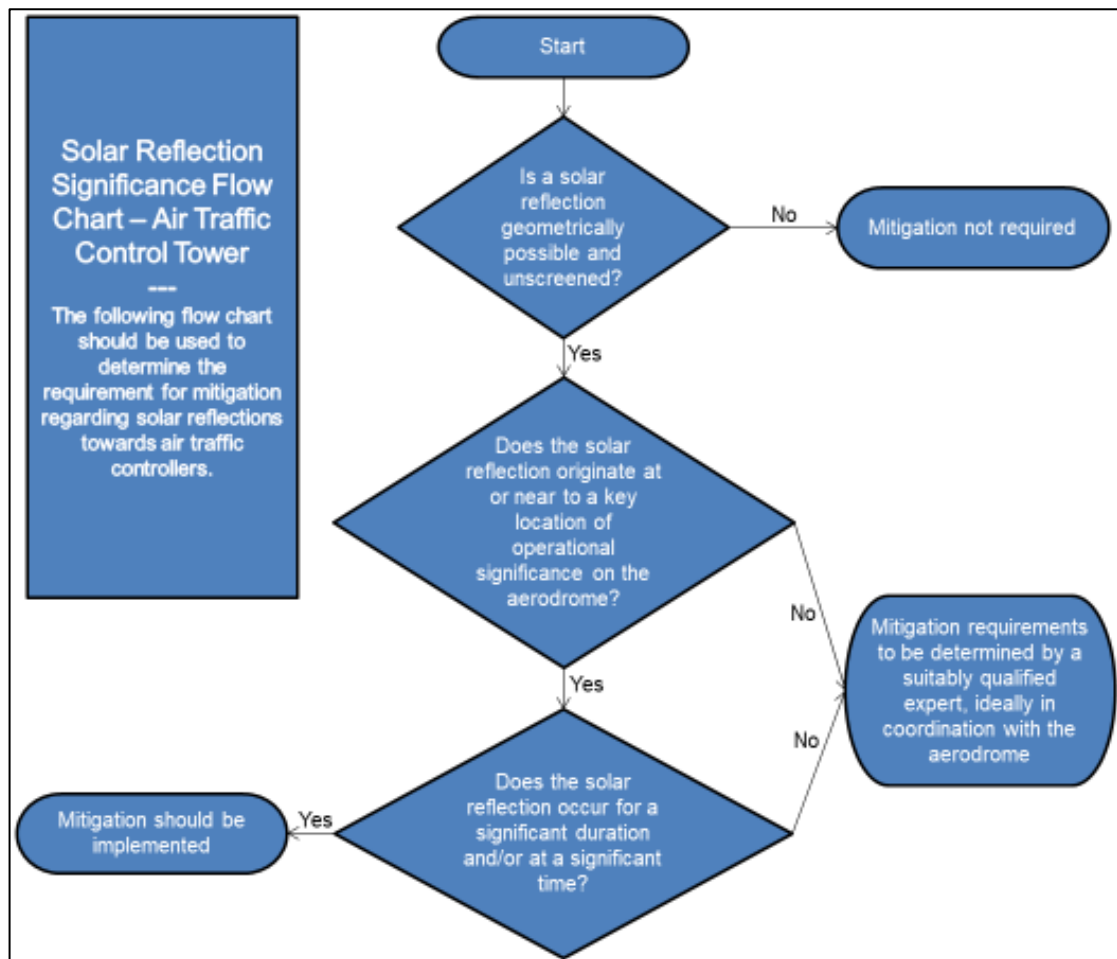 Solar Reflection
Significance Flow
Chart – Air Traffic
Control Tower
---
The following flow chart
should be used to
determine the
requirement for mitigation
regarding solar reflections
towards air traffic
controllers.
Start
Is a solar
reflection
geometrically
possible and
unscreened?
No
Mitigation not required
Yes
Does the solar
reflection originate at
or near to a key
location of
operational
significance on the
aerodrome?
No
Mitigation requirements
to be determined by a
suitably qualified
expert, ideally in
coordination with the
aerodrome
Yes
No
Does the solar
reflection occur for a
significant duration
and/or at a significant
time?
Yes
Mitigation should be
implemented